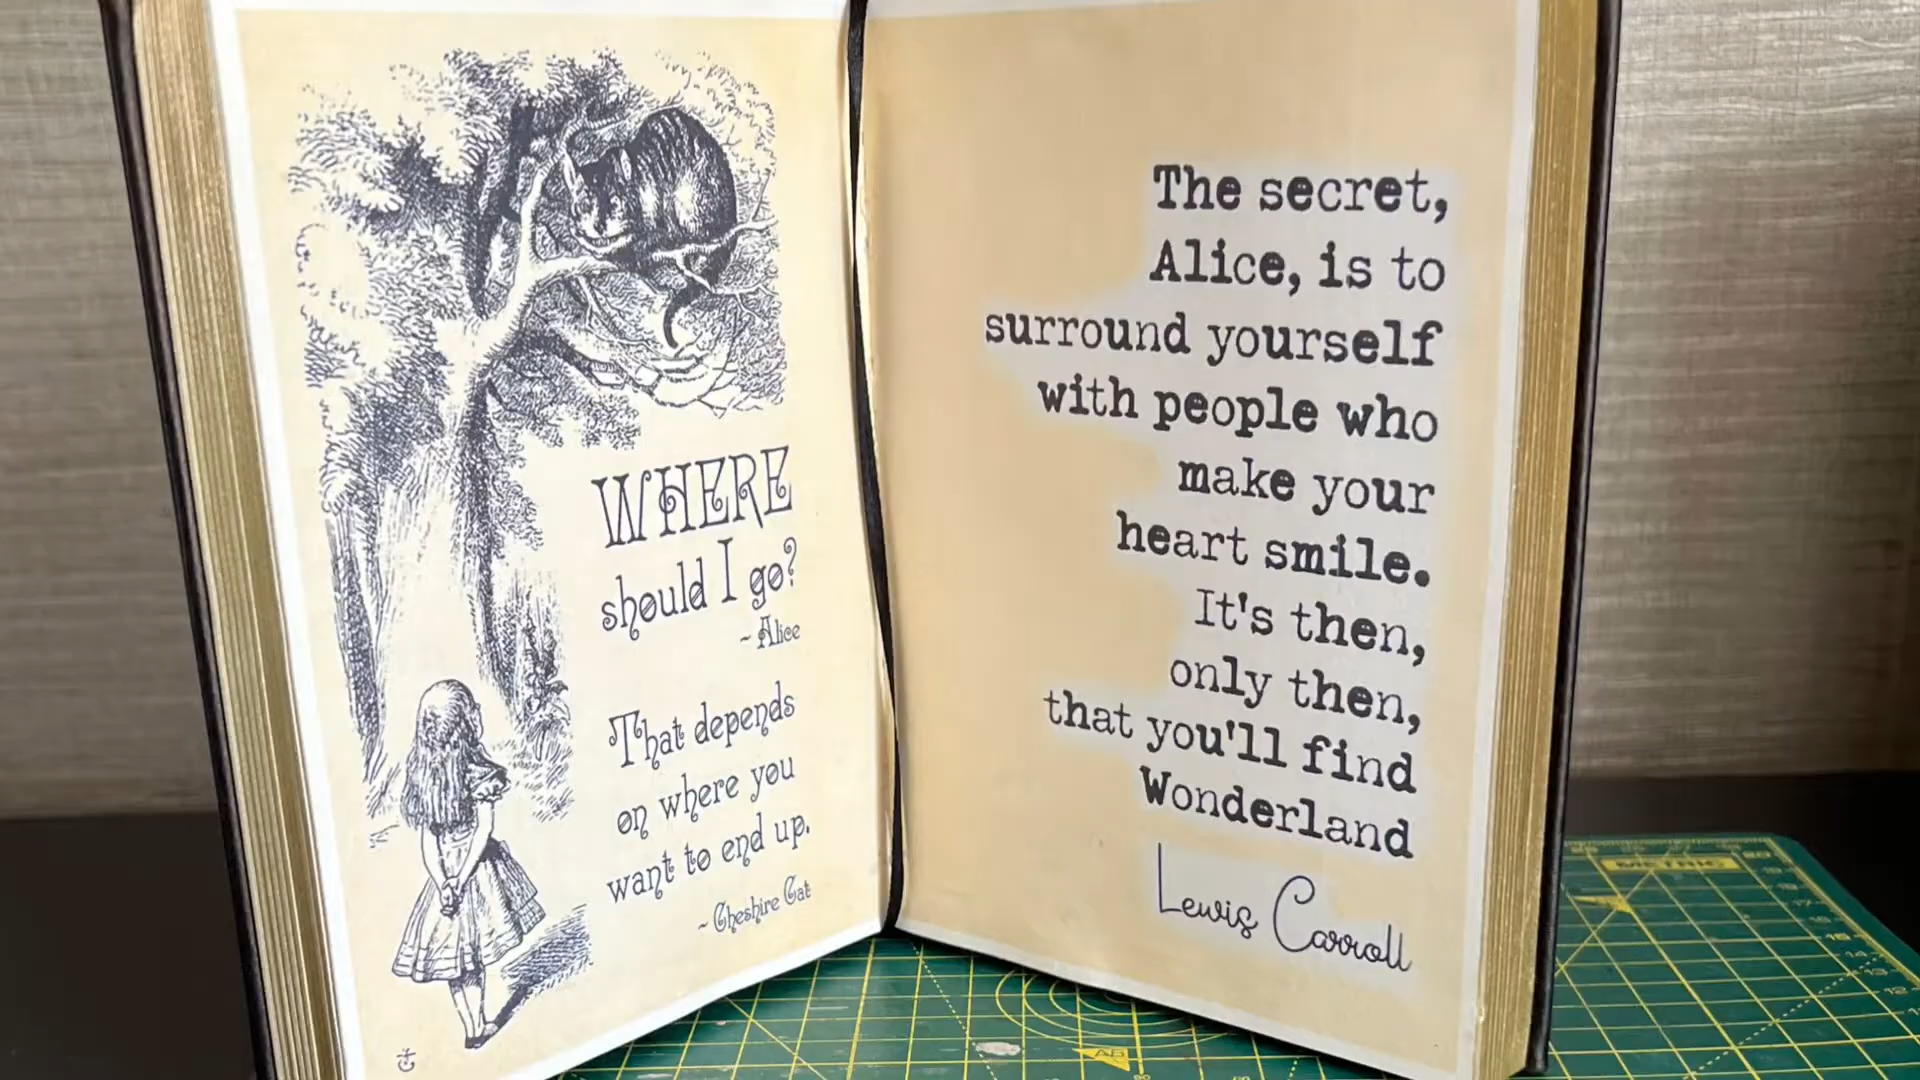 WHERE
should I go?
~ Alice
That depends
on where you
want to end up.
~ Cheshire Cat
The secret,
Alice, is to
surround yourself
with people who
make your
heart smile.
It's then,
only then,
that you'll find
Wonderland
Lewis Carroll
METRIC